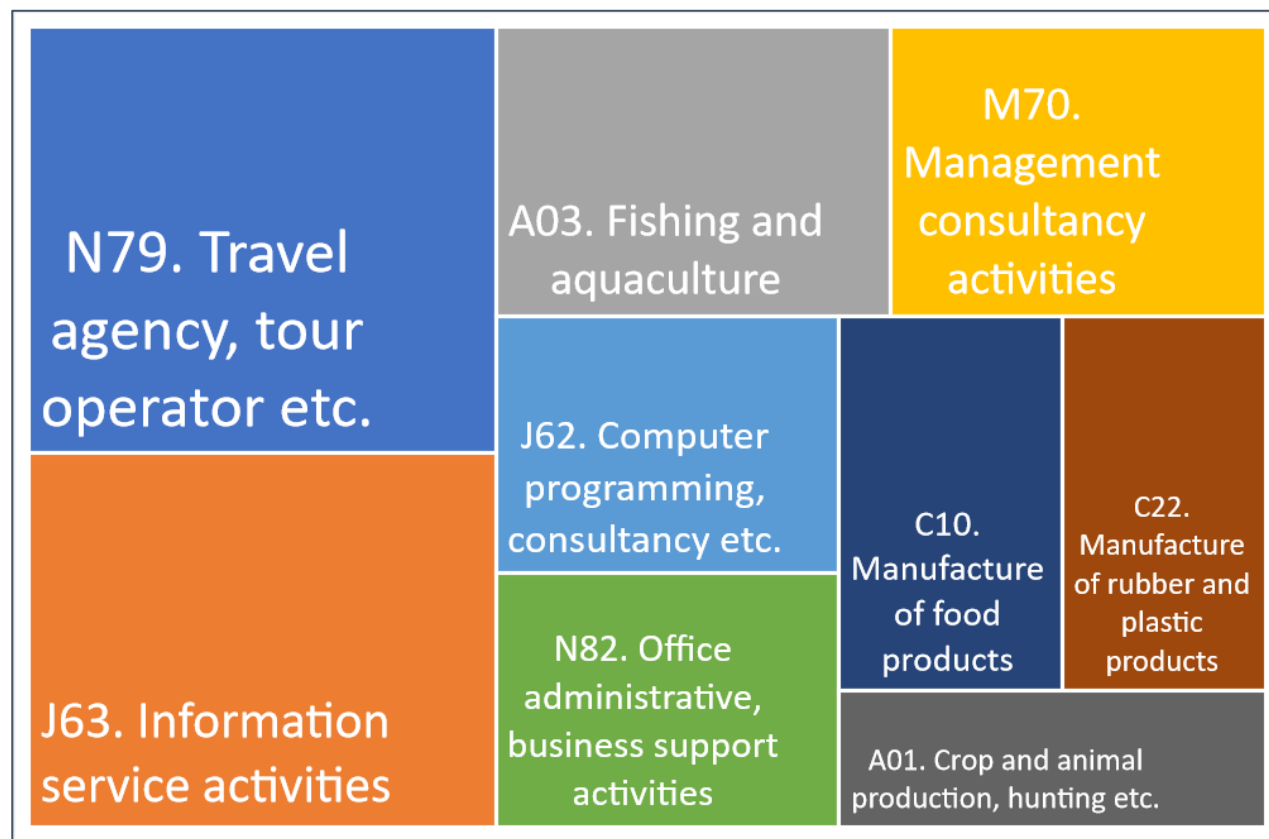 N79. Travel
agency, tour
operator etc.
J63. Information
service activities
A03. Fishing and
aquaculture
M70.
Management
consultancy
activities
J62. Computer
programming,
consultancy etc.
N82. Office
administrative,
business support
activities
C10.
Manufacture
of food
products
C22.
Manufacture
of rubber and
plastic
products
A01. Crop and animal
production, hunting etc.